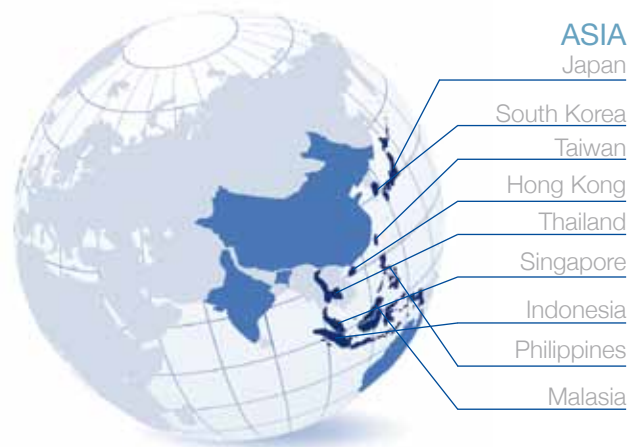 ASIA
Japan
South Korea
Taiwan
Hong Kong
Thailand
Singapore
Indonesia
Philippines
Malasia